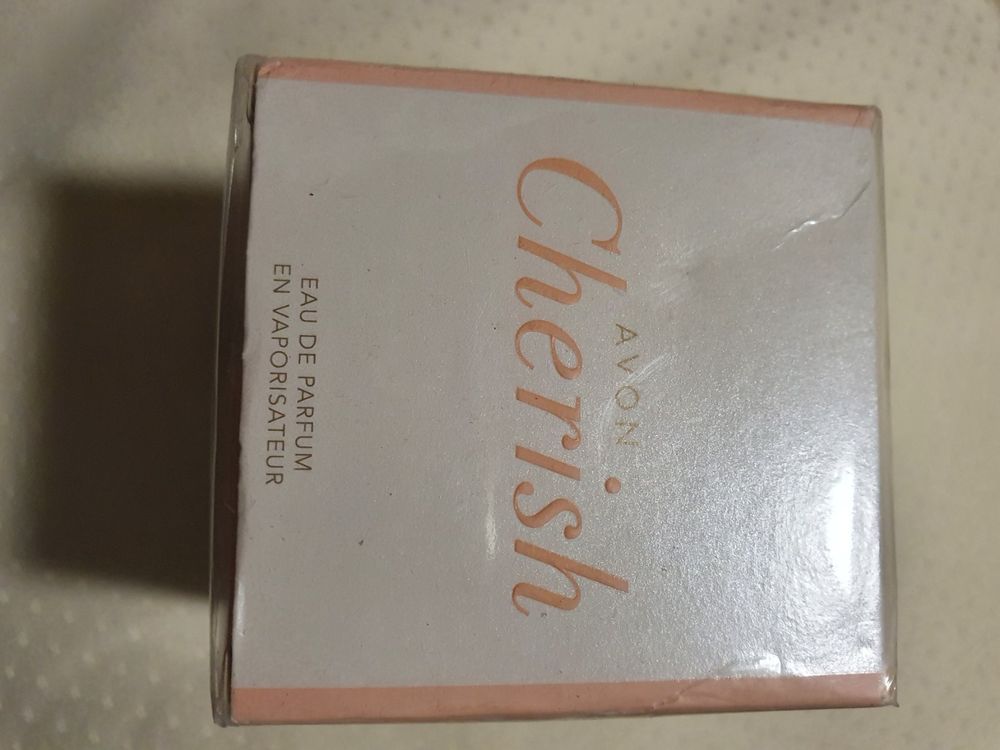 AVON
Cherish
EAU DE PARFUM
EN VAPORISATEUR